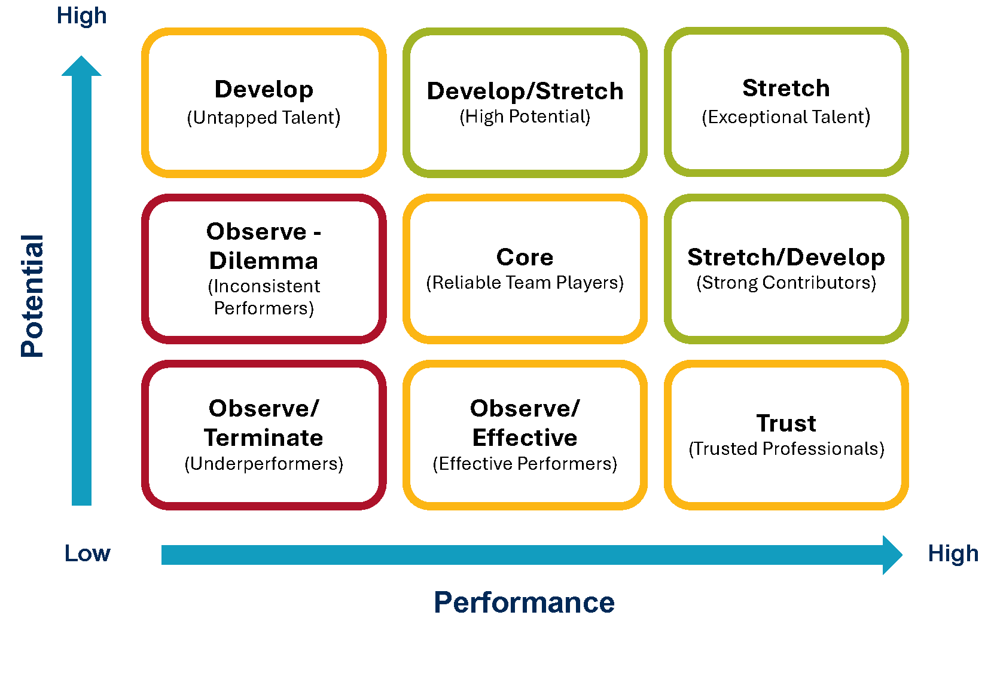 High
Develop
(Untapped Talent)
Develop/Stretch
(High Potential)
Stretch
(Exceptional Talent)
Potential
Observe -
Dilemma
(Inconsistent
Performers)
Core
(Reliable Team Players)
Stretch/Develop
(Strong Contributors)
Observe/
Terminate
(Underperformers)
Observe/
Effective
(Effective Performers)
Trust
(Trusted Professionals)
Low
High
Performance